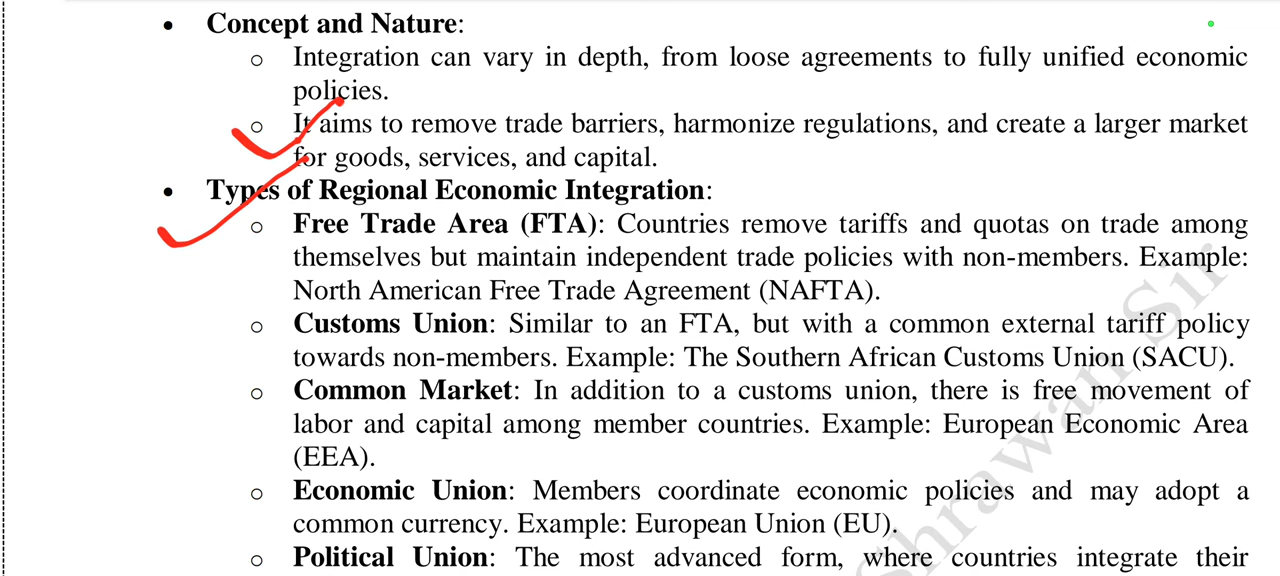 • Concept and Nature:
o Integration can vary in depth, from loose agreements to fully unified economic
policies.
o It aims to remove trade barriers, harmonize regulations, and create a larger market
for goods, services, and capital.
• Types of Regional Economic Integration:
o Free Trade Area (FTA): Countries remove tariffs and quotas on trade among
themselves but maintain independent trade policies with non-members. Example:
North American Free Trade Agreement (NAFTA).
o Customs Union: Similar to an FTA, but with a common external tariff policy
towards non-members. Example: The Southern African Customs Union (SACU).
o Common Market: In addition to a customs union, there is free movement of
labor and capital among member countries. Example: European Economic Area
(EEA).
o Economic Union: Members coordinate economic policies and may adopt a
common currency. Example: European Union (EU).
o Political Union: The most advanced form, where countries integrate their
Shrawan Sir